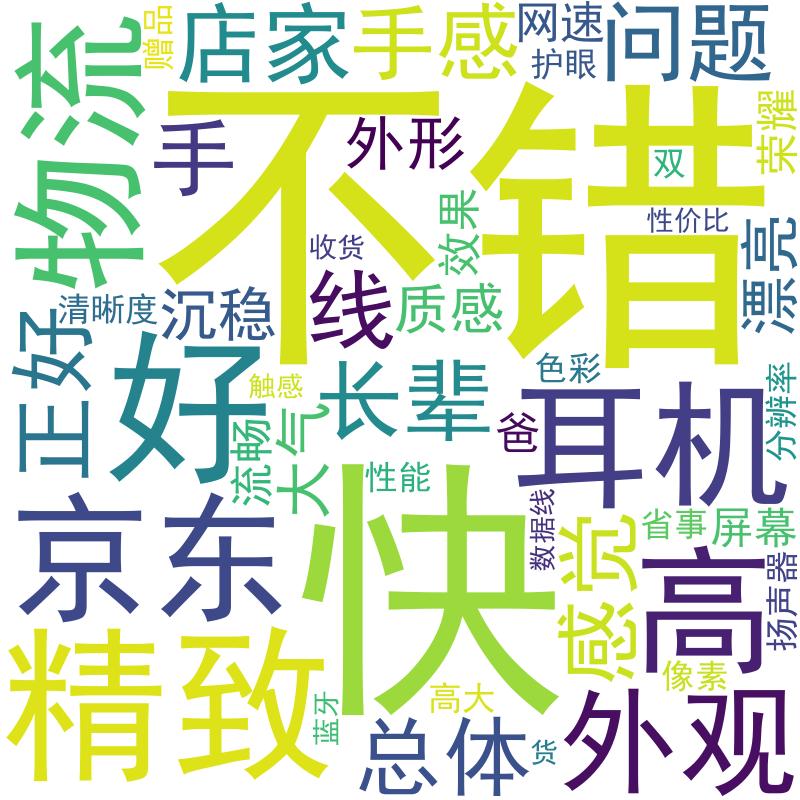 赠品
店家
手感
网速
护眼
问题
物流
不错
手
外形
双
荣耀
性价比
效果
收货
漂亮
清晰度
沉稳
线
质感
正好
好
长辈
色彩
触感
爸
耳机
分辨率
流畅
大气
性能
京东
快
数据线
感觉
省事
屏幕
高
扬声器
精致
像素
高大
蓝牙
总体
货
外观